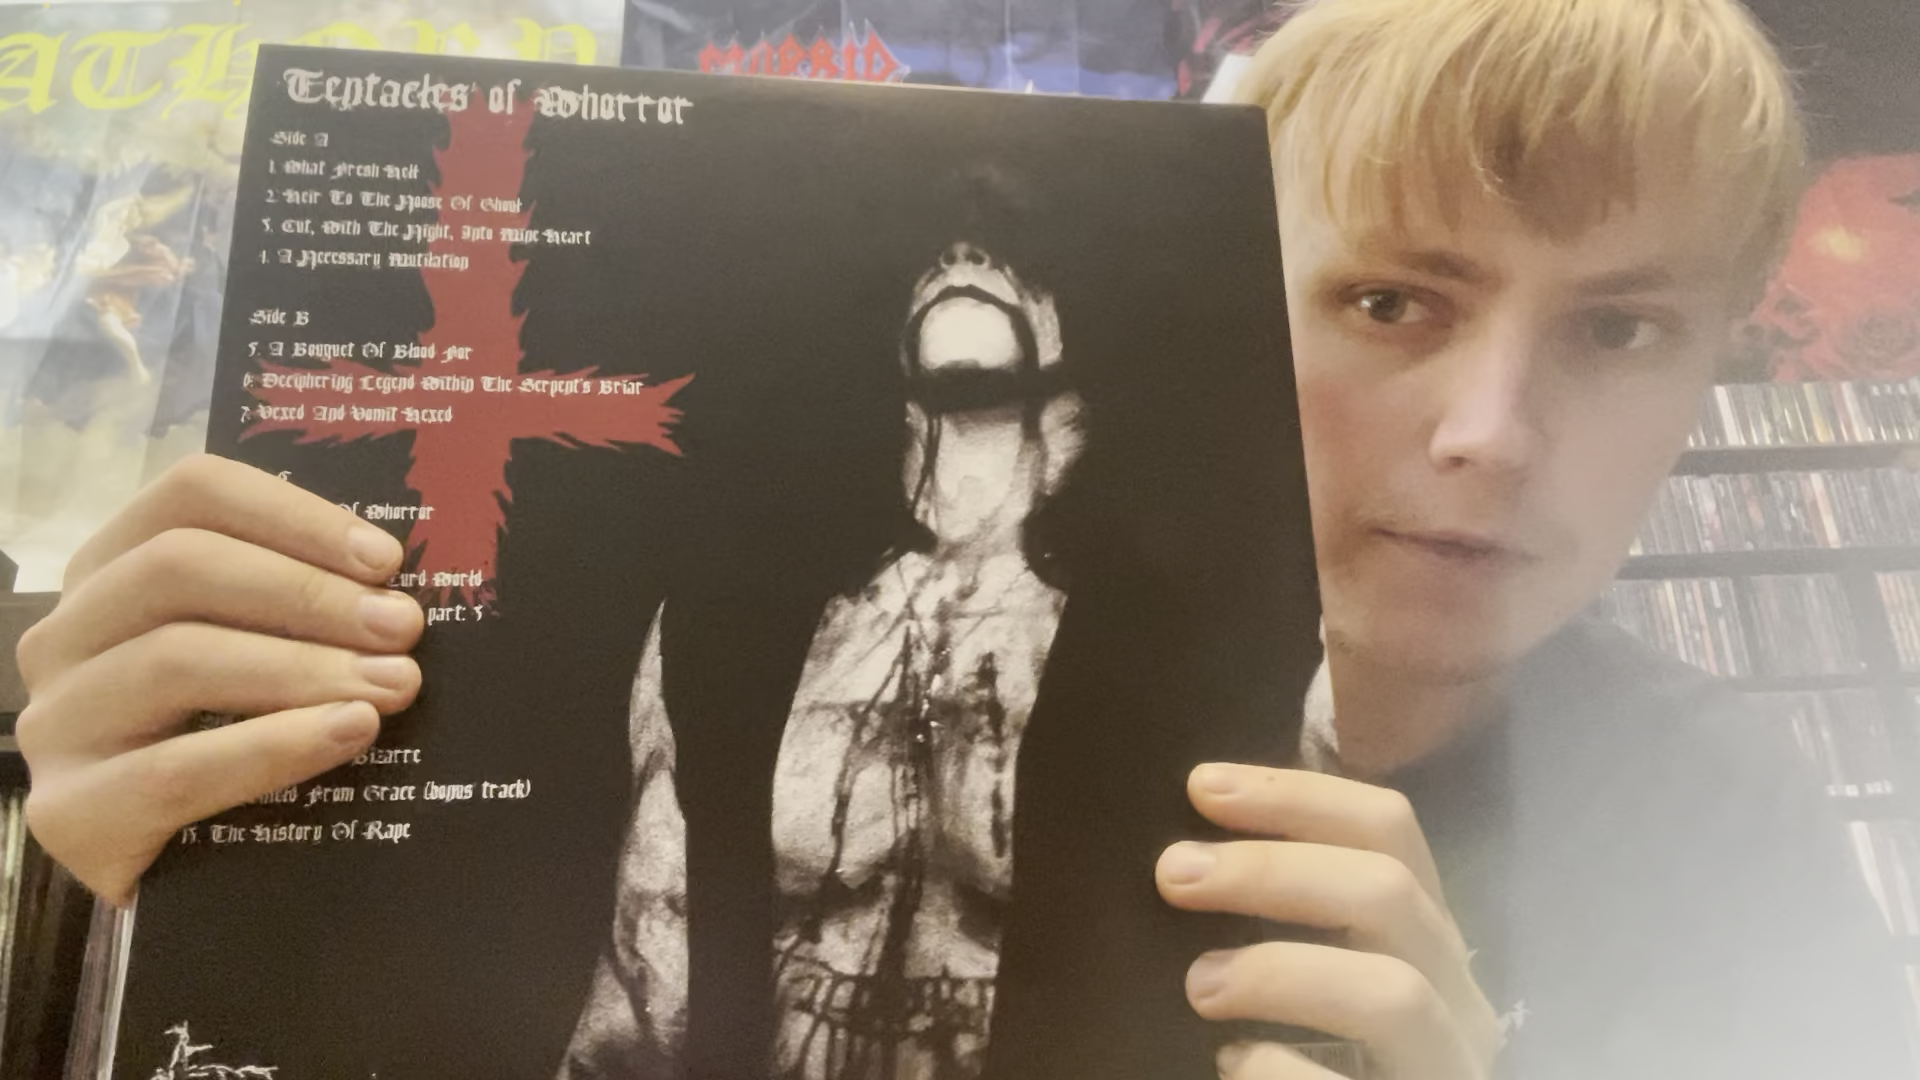 ATHORY
MORBID
Tentacles of Whorror
Side A
1. What Fresh Hell
2. Heir To The Noose Of Ghoul
3. Cut, With The Night, Into Mine Heart
4. A Necessary Mutilation
Side B
5. A Bouquet Of Blood For
6. Deciphering Legend Within The Serpent's Briar
7. Vexed And Vomit Hexed
Of Whorror
World
part: 3
Bizarre
From Grace (bonus track)
The History Of Rape